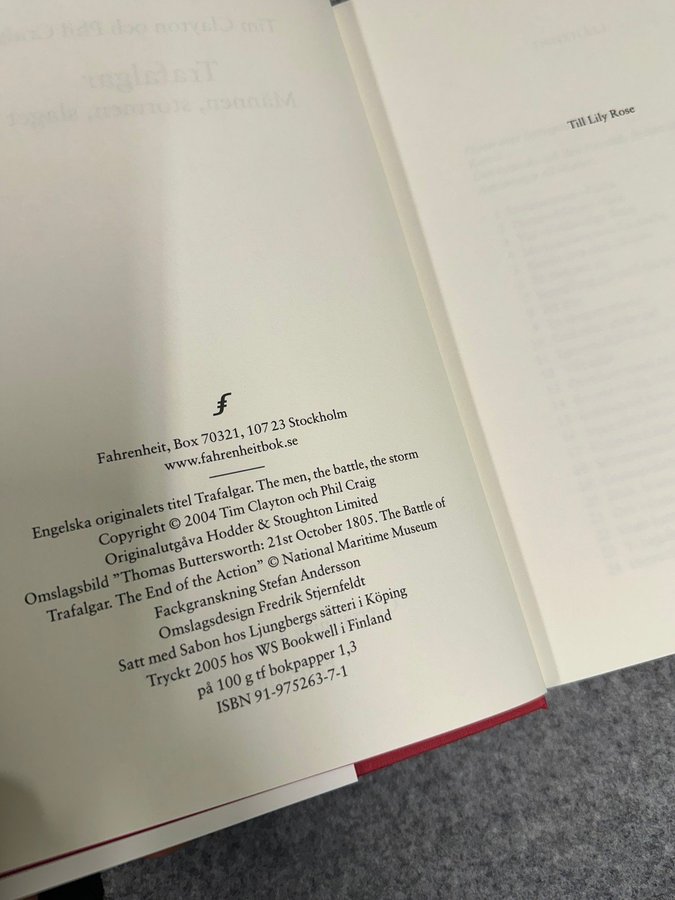 Tim Clayton och Phil Craig
Trafalgar
Männen, stormen, slaget
Fahrenheit, Box 70321, 107 23 Stockholm
www.fahrenheitbok.se
Engelska originalets titel Trafalgar. The men, the battle, the storm
Copyright © 2004 Tim Clayton och Phil Craig
Originalutgåva Hodder & Stoughton Limited
Omslagsbild ”Thomas Buttersworth: 21st October 1805. The Battle of
Trafalgar. The End of the Action” © National Maritime Museum
Fackgranskning Stefan Andersson
Omslagsdesign Fredrik Stjernfeldt
Satt med Sabon hos Ljungbergs sätteri i Köping
Tryckt 2005 hos WS Bookwell i Finland
på 100 g tf bokpapper 1,3
ISBN 91-975263-7-1
Till Lily Rose